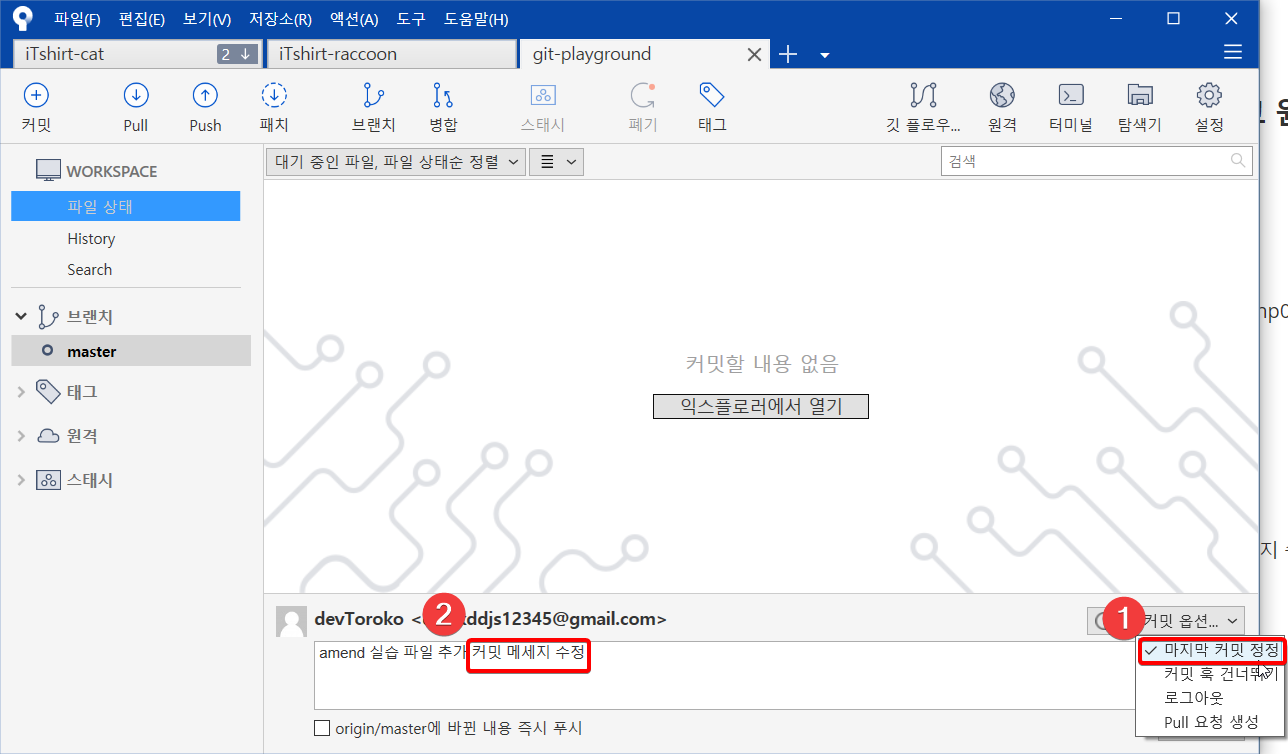 파일(F) 편집(E) 보기(V) 저장소(R) 액션(A) 도구 도움말(H)
iTshirt-cat 2 iTshirt-raccoon git-playground
커밋 Pull Push 패치 브랜치 병합 스태시 폐기 태그 깃 플로우... 원격 터미널 탐색기 설정
WORKSPACE
파일 상태
History
Search
브랜치
master
태그
원격
스태시
대기 중인 파일, 파일 상태순 정렬
검색
커밋할 내용 없음
익스플로러에서 열기
devToroko ddjs12345@gmail.com>
2
1
커밋 옵션...
amend 실습 파일 추가 커밋 메세지 수정
마지막 커밋 정정
커밋 훅 건너뛰기
로그아웃
Pull 요청 생성
origin/master에 바뀐 내용 즉시 푸시